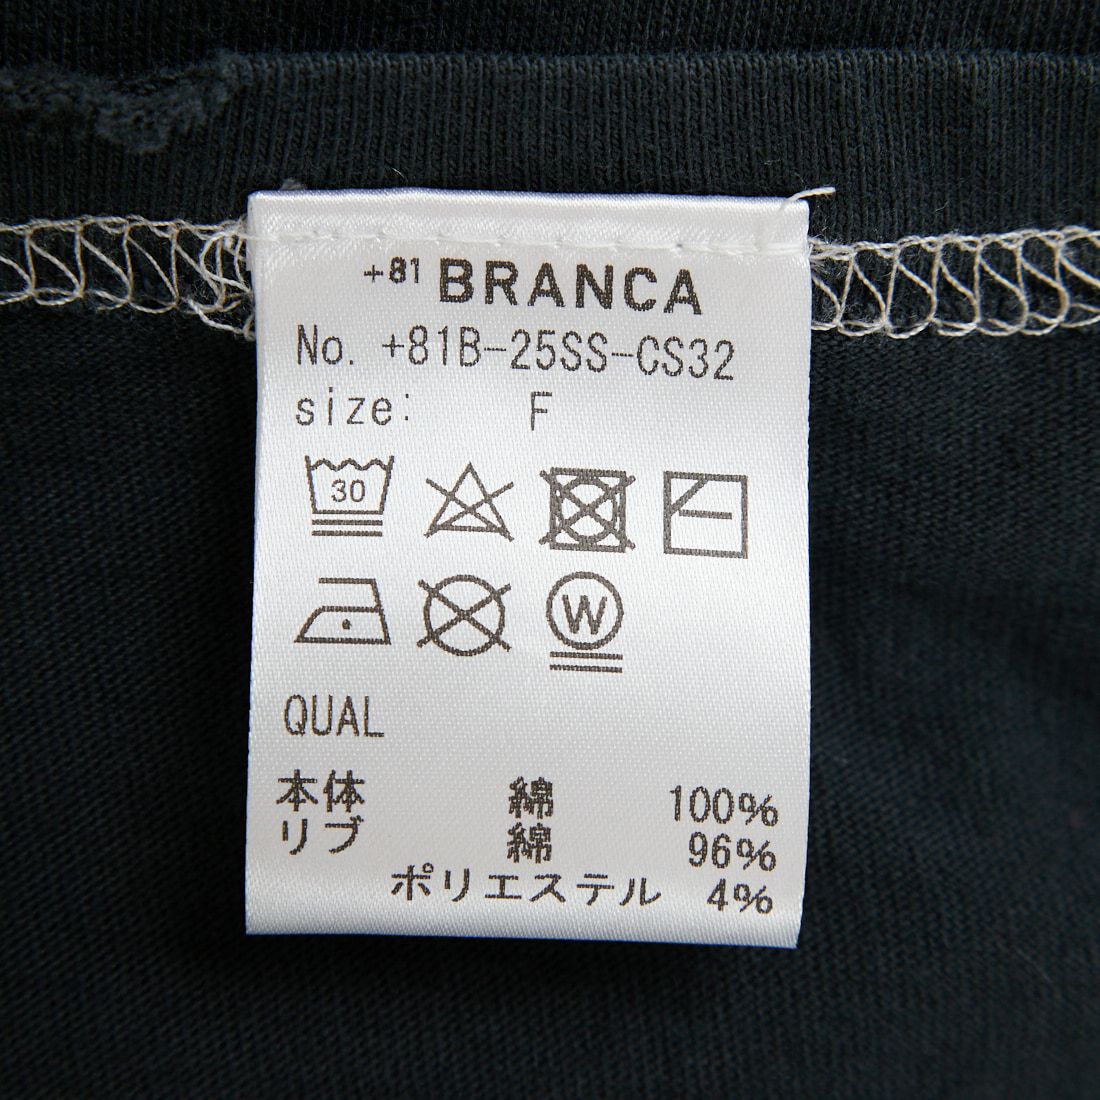 +81 BRANCA
No. +81B-25SS-CS32
size: F
30
W
QUAL
本体 綿 100%
リブ 綿 96%
ポリエステル 4%